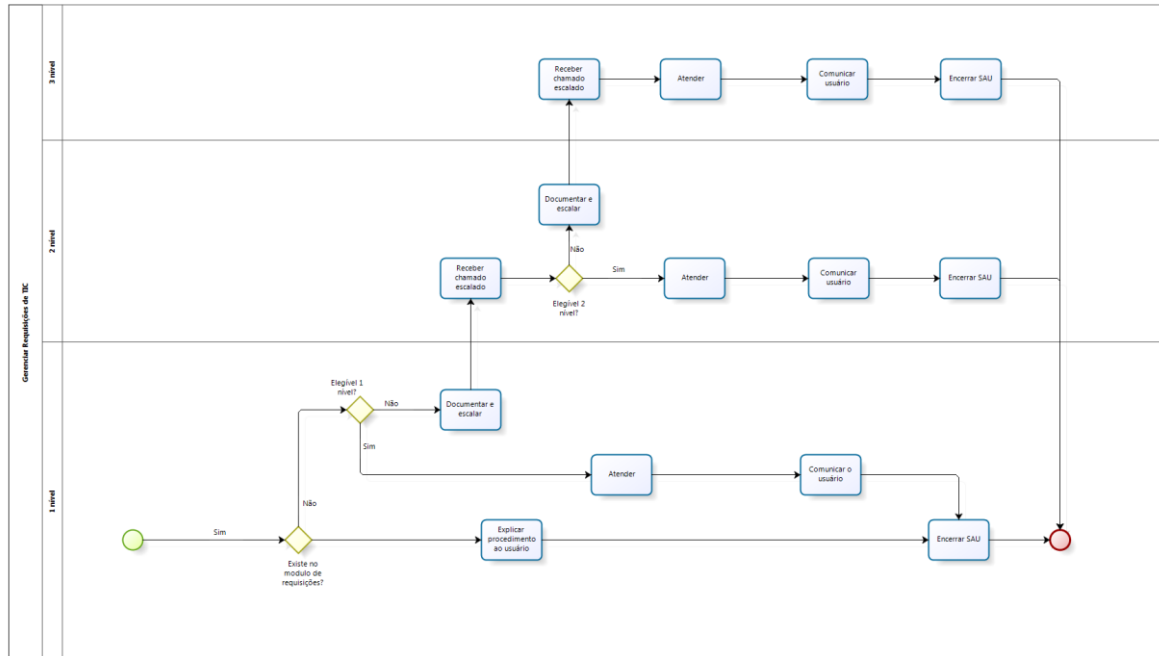 Gerenciar Requisições de TIC
3 nível
Receber
chamado
escalado
Atender
Comunicar
usuário
Encerrar SAU
2 nível
Documentar e
escalar
Não
Receber
chamado
escalado
Elegível 2
nível?
Sim
Atender
Comunicar
usuário
Encerrar SAU
1 nível
Elegível 1
nível?
Não
Documentar e
escalar
Sim
Atender
Comunicar o
usuário
Não
Sim
Existe no
modulo de
requisições?
Explicar
procedimento
ao usuário
Encerrar SAU